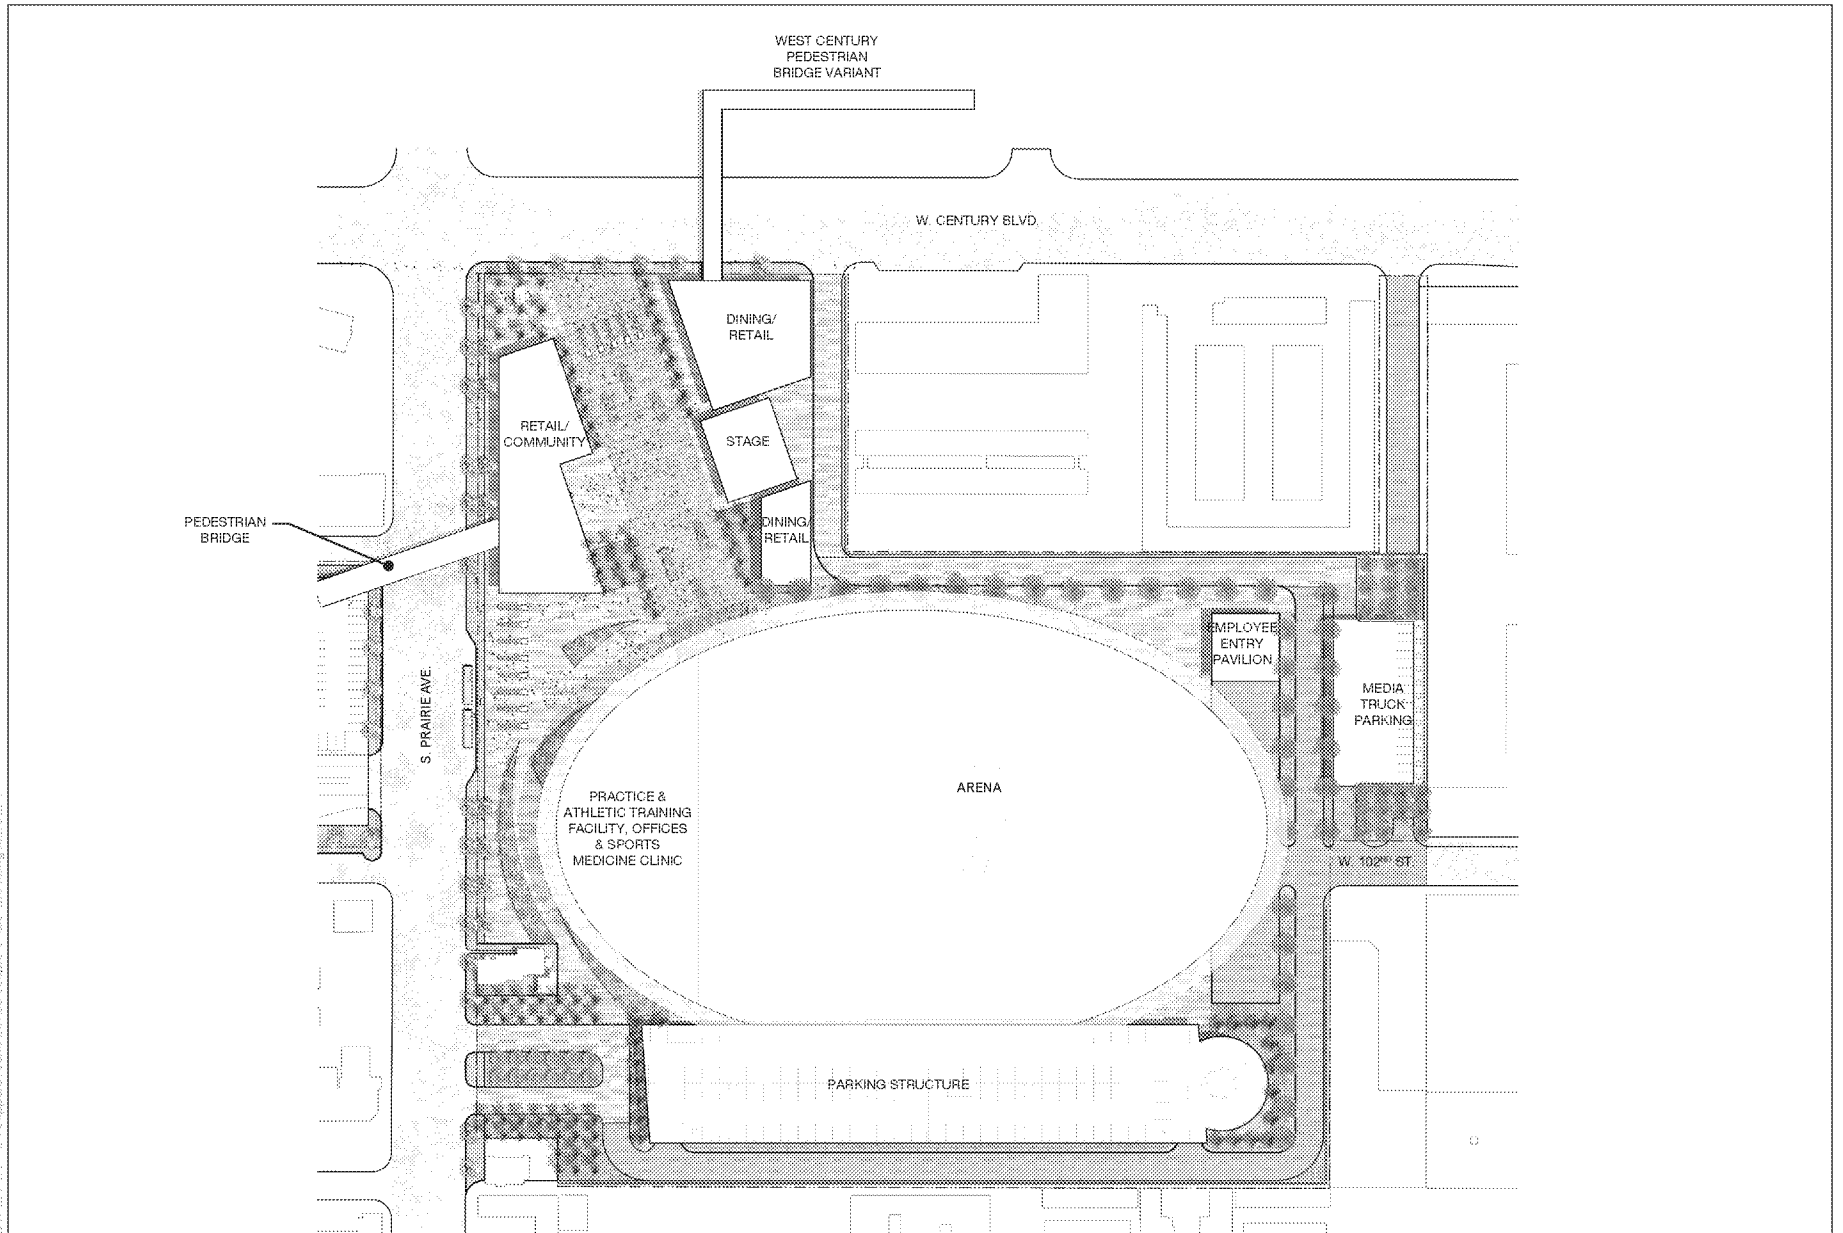 WEST CENTURY
PEDESTRIAN
BRIDGE VARIANT
W. CENTURY BLVD.
DINING/
RETAIL
RETAIL/
COMMUNITY
STAGE
PEDESTRIAN
BRIDGE
DINING/
RETAIL
EMPLOYEE
ENTRY
PAVILION
S. PRAIRIE AVE.
MEDIA
TRUCK
PARKING
ARENA
PRACTICE &
ATHLETIC TRAINING
FACILITY, OFFICES
& SPORTS
MEDICINE CLINIC
W. 102ND ST.
PARKING STRUCTURE